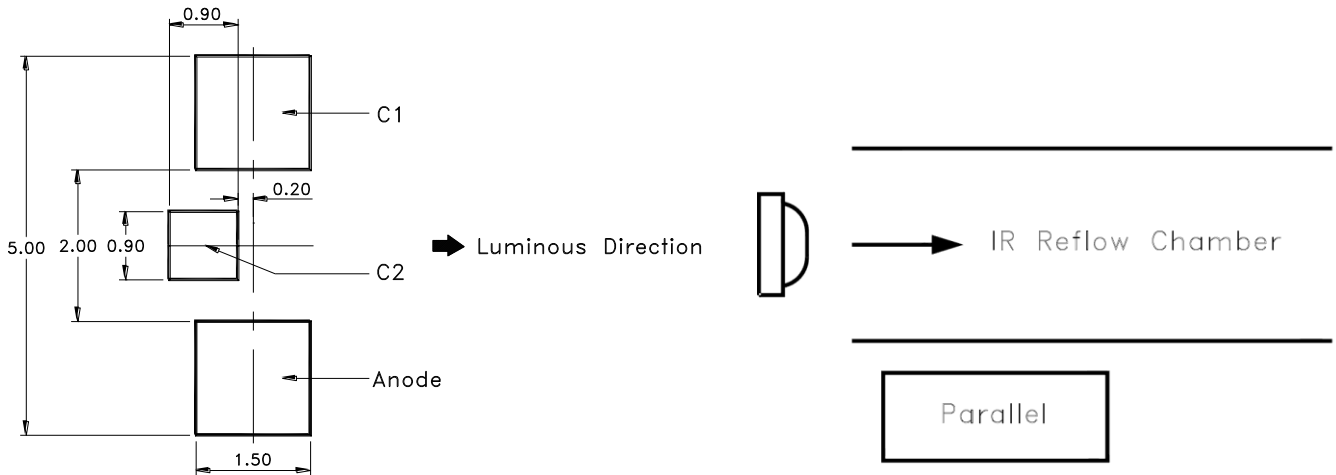 0.90
C1
0.20
5.00 2.00 0.90
Luminous Direction
C2
Anode
1.50
IR Reflow Chamber
Parallel